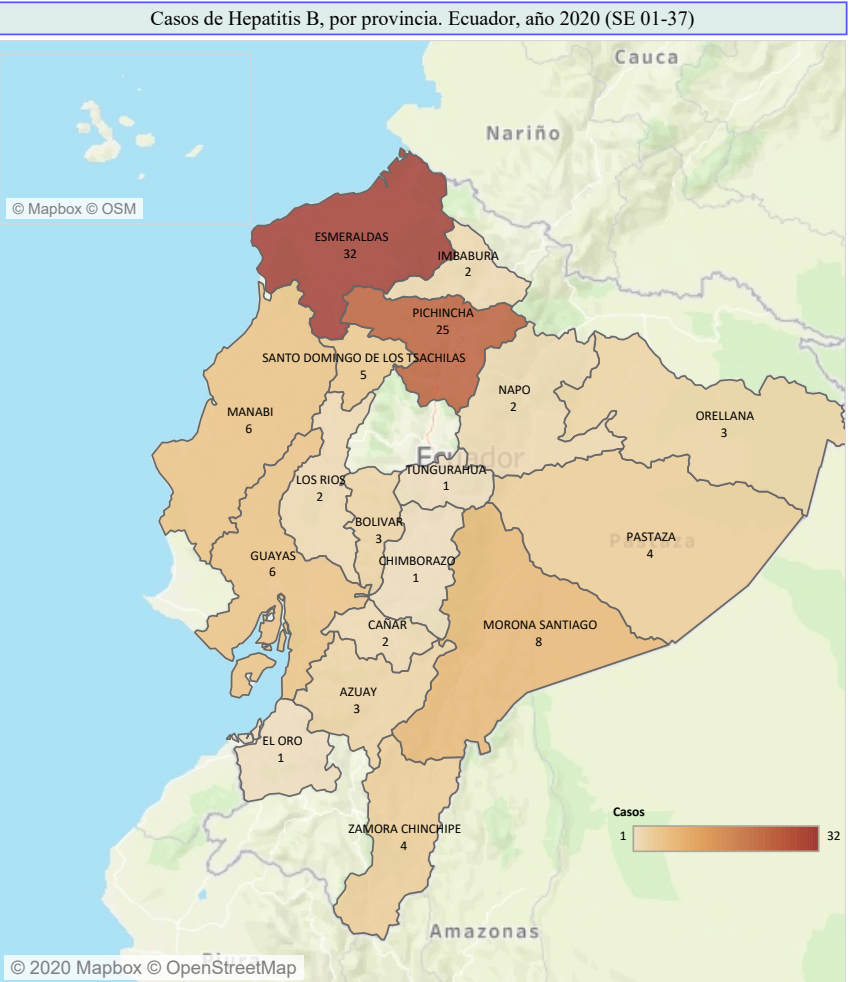 Casos de Hepatitis B, por provincia. Ecuador, año 2020 (SE 01-37)
Cauca
Nariño
© Mapbox © OSM
ESMERALDAS
32
IMBABURA
2
PICHINCHA
25
SANTO DOMINGO DE LOS TSACHILAS
5
NAPO
2
MANABI
6
ORELLANA
3
Ecuador
TUNGURAHUA
1
LOS RIOS
2
BOLIVAR
3
PASTAZA
4
Pastaza
GUAYAS
6
CHIMBORAZO
1
CAÑAR
2
MORONA SANTIAGO
8
AZUAY
3
EL ORO
1
Casos
1
32
ZAMORA CHINCHIPE
4
Amazonas
Piura
© 2020 Mapbox © OpenStreetMap